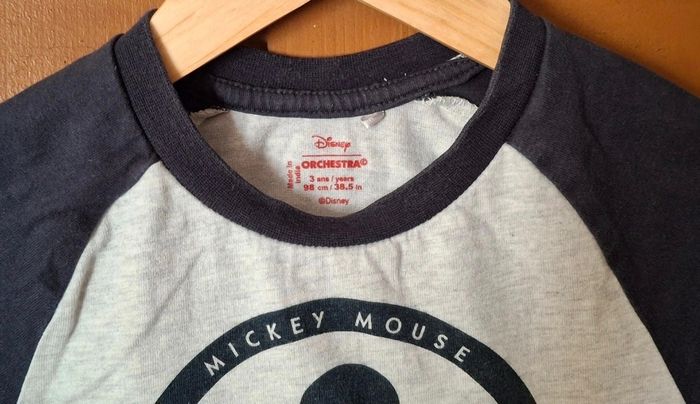 Disney
ORCHESTRA©
3 ans / years
98 cm / 38.5 in
©Disney
Made in
India
MICKEY MOUSE